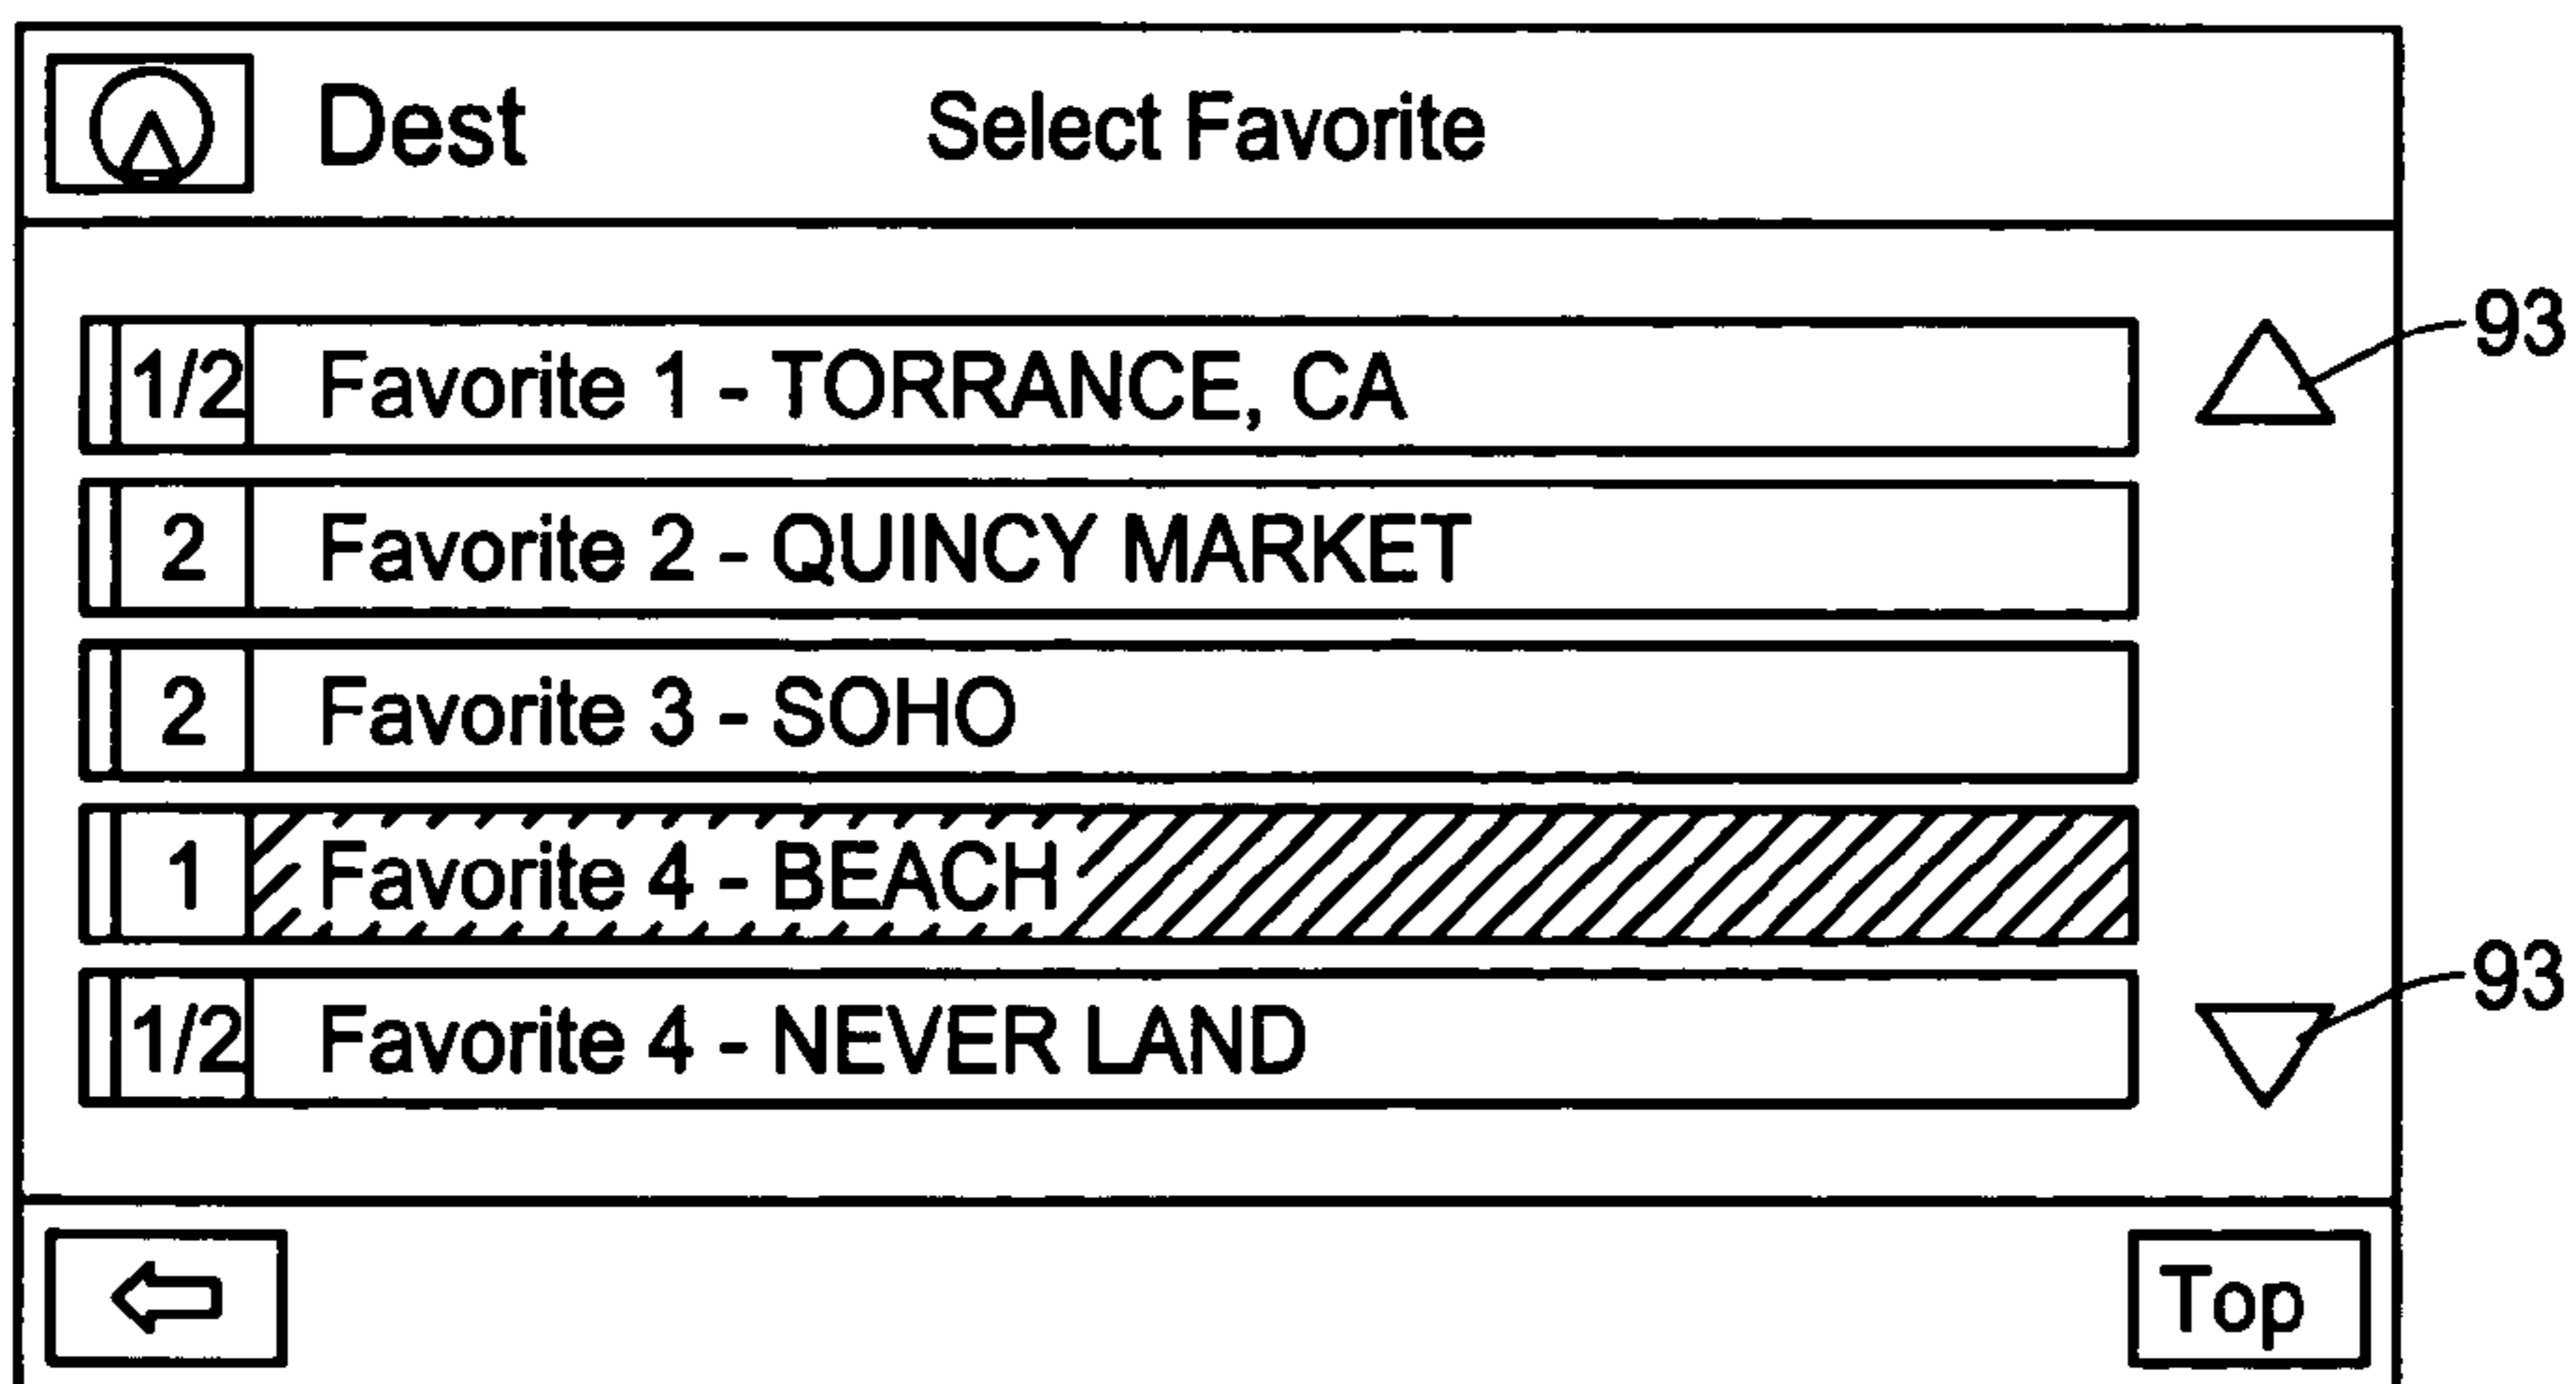 Dest Select Favorite
93
1/2 Favorite 1 - TORRANCE, CA
2 Favorite 2 - QUINCY MARKET
2 Favorite 3 - SOHO
1 Favorite 4 - BEACH
93
1/2 Favorite 4 - NEVER LAND
Top